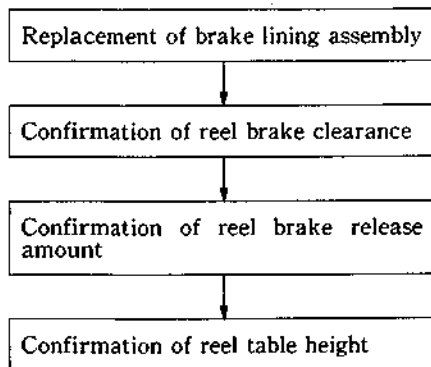 Replacement of brake lining assembly
Confirmation of reel brake clearance
Confirmation of reel brake release
amount
Confirmation of reel table height